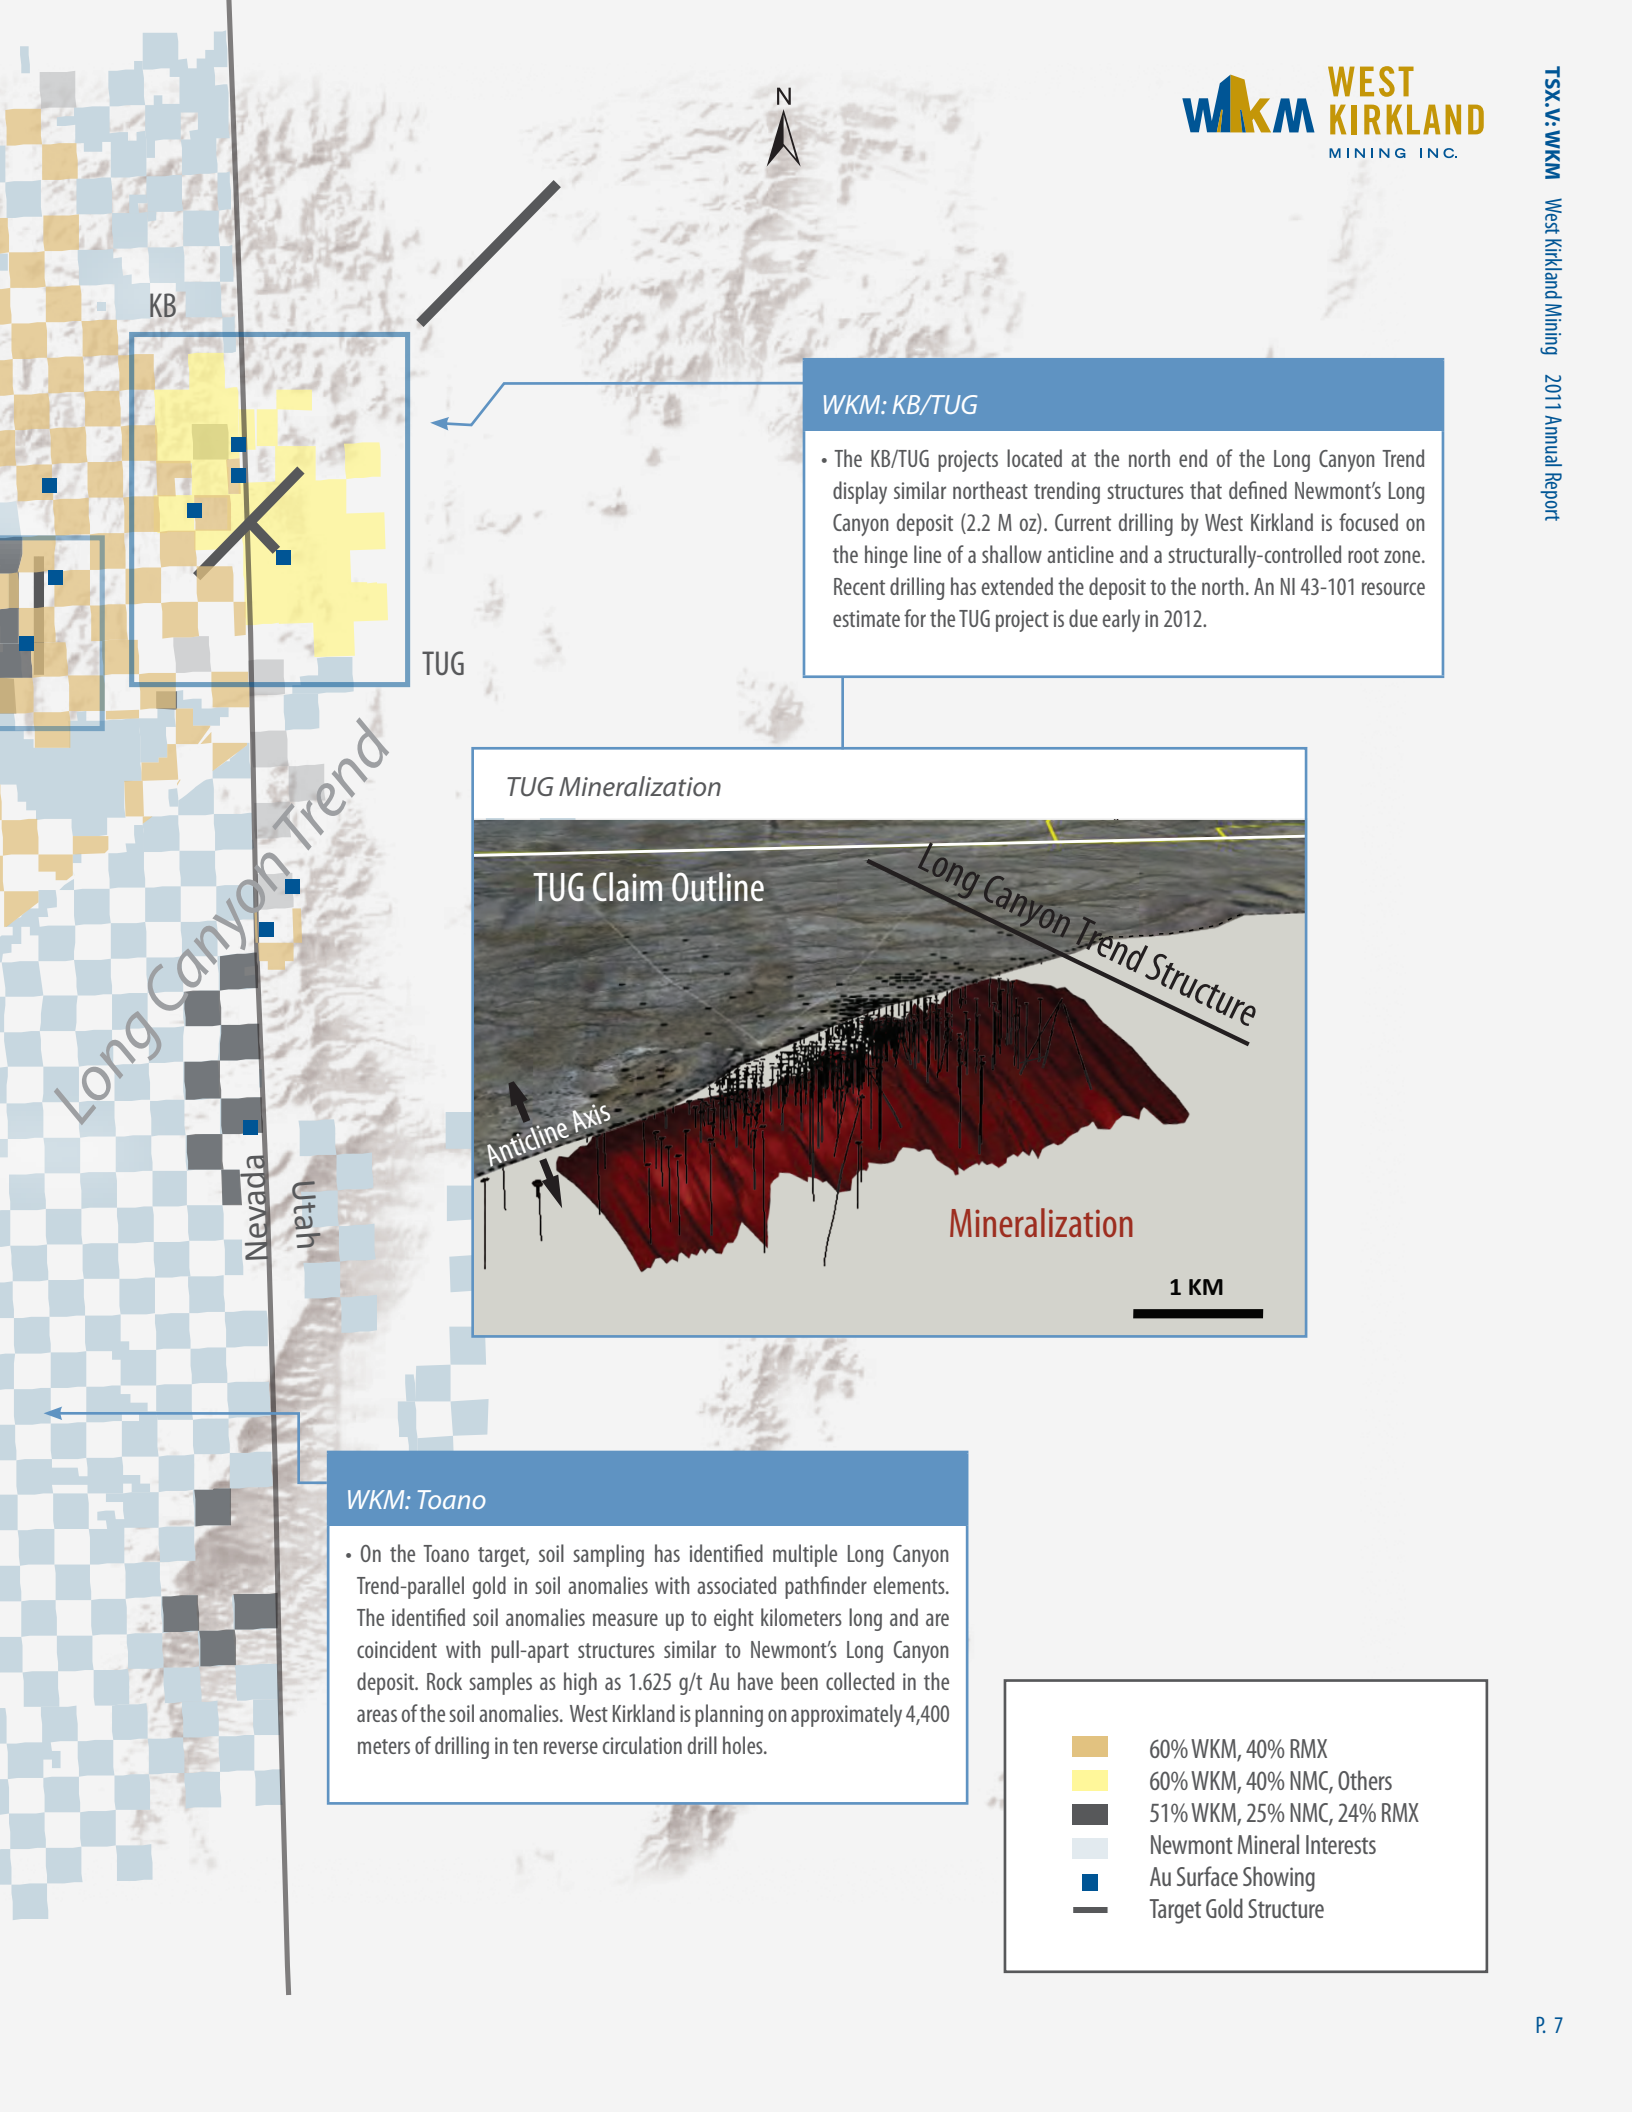 N
WKM
WEST
KIRKLAND
MINING INC.
TSX.V: WKM West Kirkland Mining 2011 Annual Report
KB
TUG
WKM: KB/TUG
• The KB/TUG projects located at the north end of the Long Canyon Trend
display similar northeast trending structures that defined Newmont's Long
Canyon deposit (2.2 M oz). Current drilling by West Kirkland is focused on
the hinge line of a shallow anticline and a structurally-controlled root zone.
Recent drilling has extended the deposit to the north. An NI 43-101 resource
estimate for the TUG project is due early in 2012.
Long Canyon Trend
TUG Mineralization
TUG Claim Outline
Long Canyon Trend Structure
Anticline Axis
Mineralization
1 KM
Nevada
Utah
WKM: Toano
• On the Toano target, soil sampling has identified multiple Long Canyon
Trend-parallel gold in soil anomalies with associated pathfinder elements.
The identified soil anomalies measure up to eight kilometers long and are
coincident with pull-apart structures similar to Newmont's Long Canyon
deposit. Rock samples as high as 1.625 g/t Au have been collected in the
areas of the soil anomalies. West Kirkland is planning on approximately 4,400
meters of drilling in ten reverse circulation drill holes.
60% WKM, 40% RMX
60% WKM, 40% NMC, Others
51% WKM, 25% NMC, 24% RMX
Newmont Mineral Interests
Au Surface Showing
Target Gold Structure
P. 7